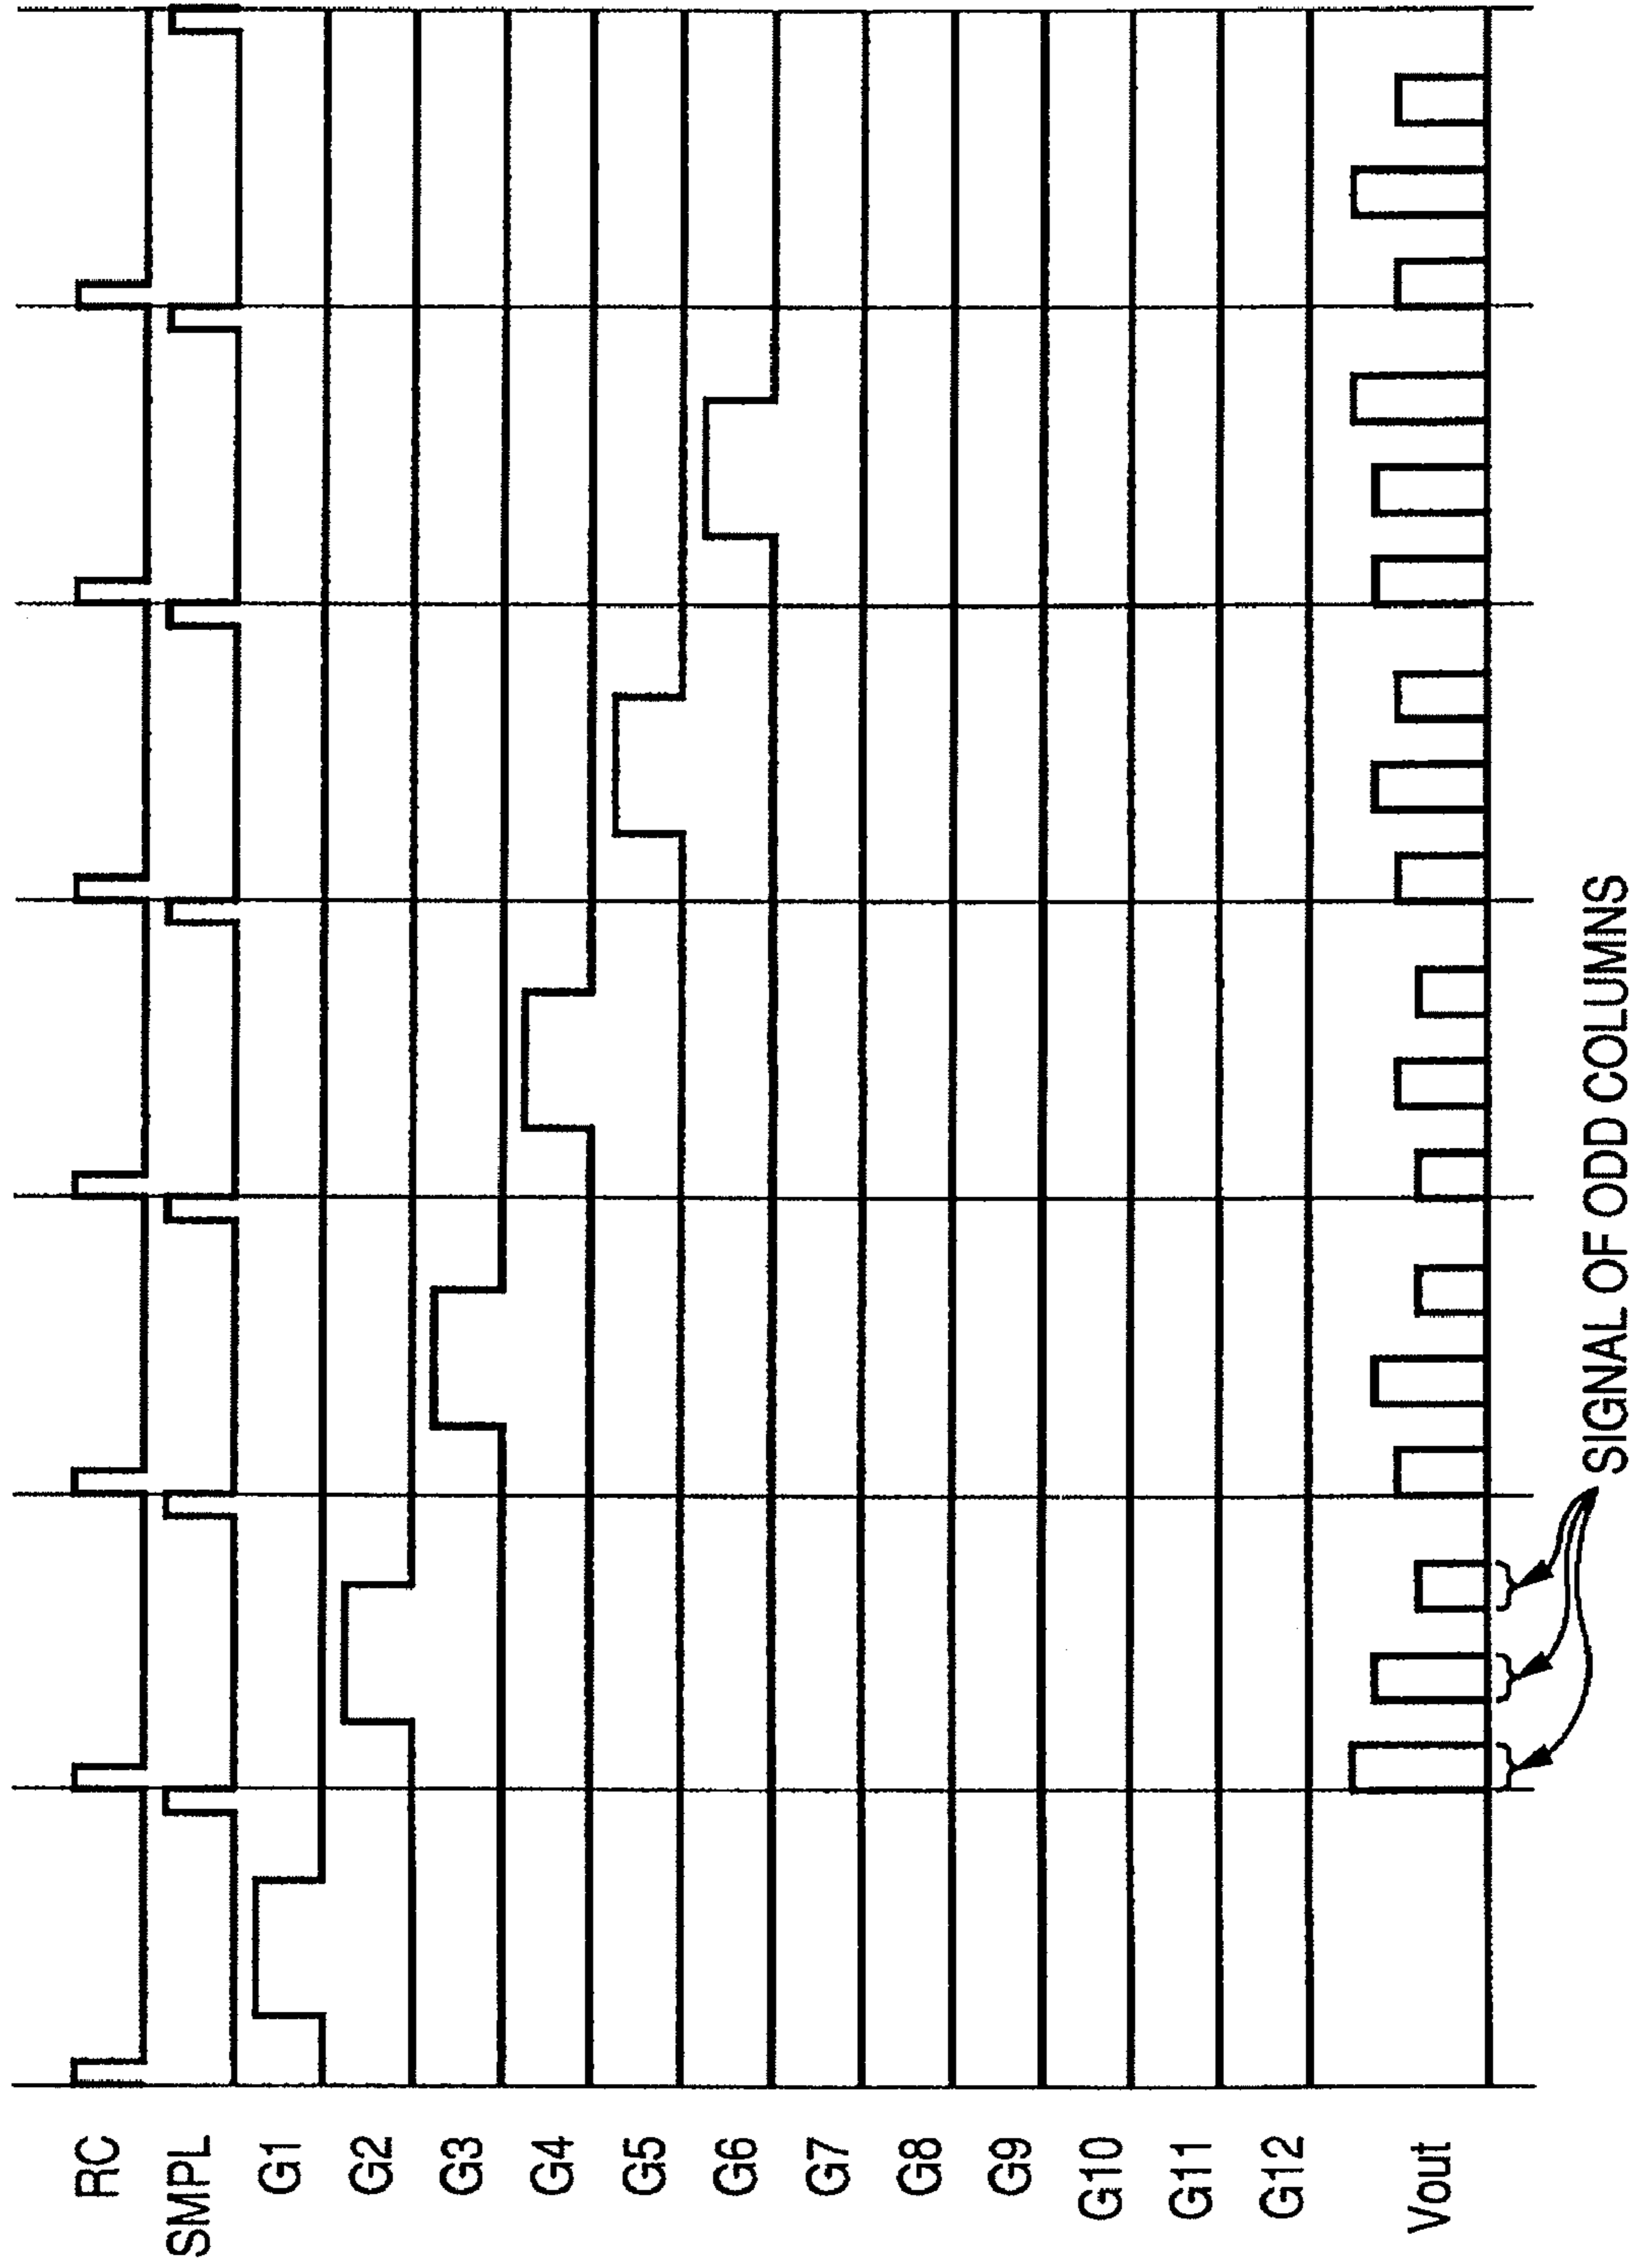 RC
SMPL
G1
G2
G3
G4
G5
G6
G7
G8
G9
G10
G11
G12
Vout
SIGNAL OF ODD COLUMNS